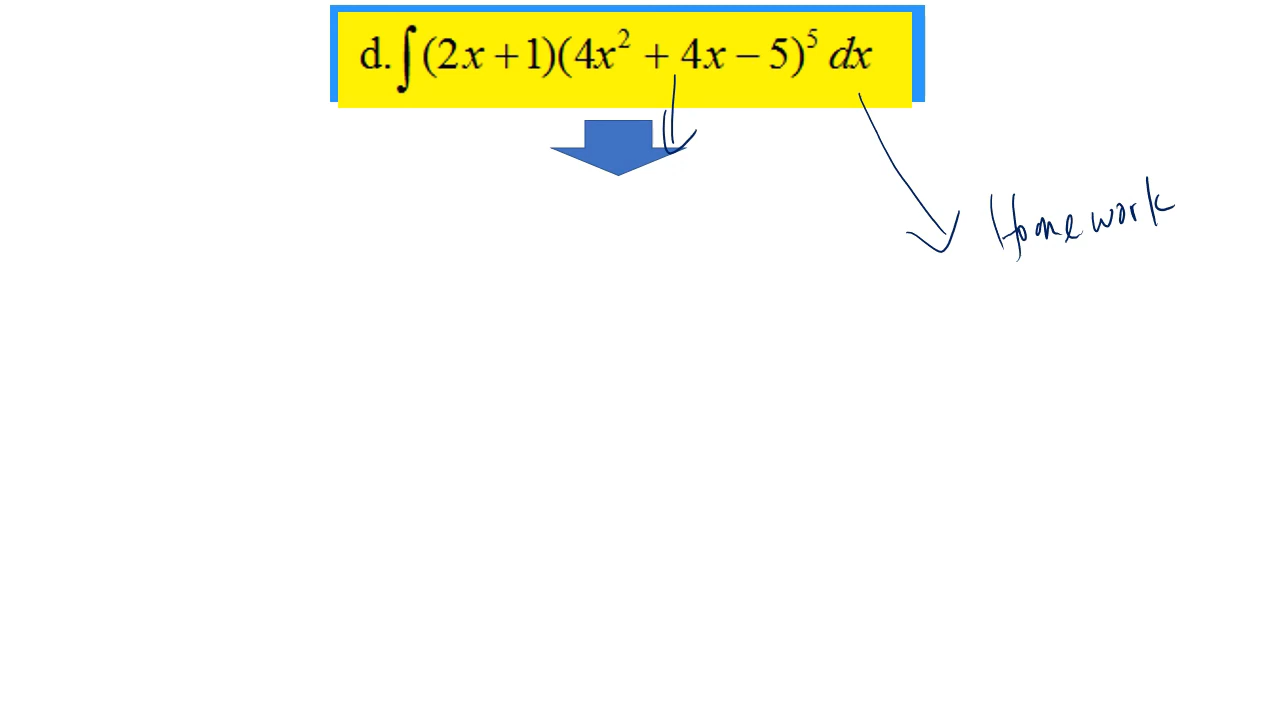 d. ∫(2x + 1)(4x² + 4x − 5)⁵ dx
Homework